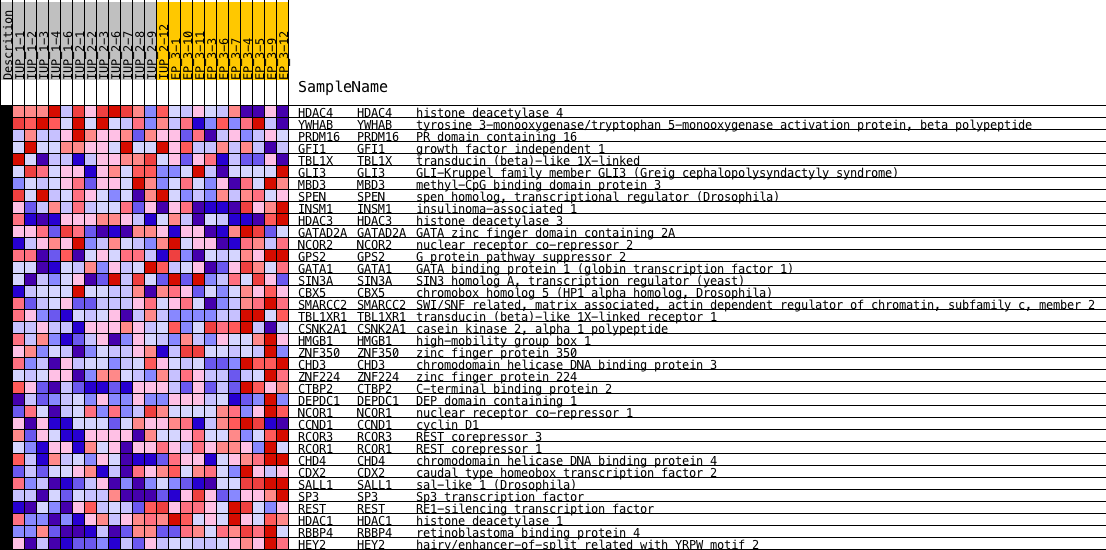 Descrition
IUP_1-1
IUP_1-2
IUP_1-3
IUP_1-4
IUP_1-6
IUP_2-1
IUP_2-2
IUP_2-3
IUP_2-6
IUP_2-7
IUP_2-8
IUP_2-9
IUP_2-12
EP_3-1
EP_3-10
EP_3-11
EP_3-3
EP_3-6
EP_3-7
EP_3-4
EP_3-5
EP_3-9
EP_3-12
SampleName
HDAC4 HDAC4 histone deacetylase 4
YWHAB YWHAB tyrosine 3-monooxygenase/tryptophan 5-monooxygenase activation protein, beta polypeptide
PRDM16 PRDM16 PR domain containing 16
GFI1 GFI1 growth factor independent 1
TBL1X TBL1X transducin (beta)-like 1X-linked
GLI3 GLI3 GLI-Kruppel family member GLI3 (Greig cephalopolysyndactyly syndrome)
MBD3 MBD3 methyl-CpG binding domain protein 3
SPEN SPEN spen homolog, transcriptional regulator (Drosophila)
INSM1 INSM1 insulinoma-associated 1
HDAC3 HDAC3 histone deacetylase 3
GATAD2A GATAD2A GATA zinc finger domain containing 2A
NCOR2 NCOR2 nuclear receptor co-repressor 2
GPS2 GPS2 G protein pathway suppressor 2
GATA1 GATA1 GATA binding protein 1 (globin transcription factor 1)
SIN3A SIN3A SIN3 homolog A, transcription regulator (yeast)
CBX5 CBX5 chromobox homolog 5 (HP1 alpha homolog, Drosophila)
SMARCC2 SMARCC2 SWI/SNF related, matrix associated, actin dependent regulator of chromatin, subfamily c, member 2
TBL1XR1 TBL1XR1 transducin (beta)-like 1X-linked receptor 1
CSNK2A1 CSNK2A1 casein kinase 2, alpha 1 polypeptide
HMGB1 HMGB1 high-mobility group box 1
ZNF350 ZNF350 zinc finger protein 350
CHD3 CHD3 chromodomain helicase DNA binding protein 3
ZNF224 ZNF224 zinc finger protein 224
CTBP2 CTBP2 C-terminal binding protein 2
DEPDC1 DEPDC1 DEP domain containing 1
NCOR1 NCOR1 nuclear receptor co-repressor 1
CCND1 CCND1 cyclin D1
RCOR3 RCOR3 REST corepressor 3
RCOR1 RCOR1 REST corepressor 1
CHD4 CHD4 chromodomain helicase DNA binding protein 4
CDX2 CDX2 caudal type homeobox transcription factor 2
SALL1 SALL1 sal-like 1 (Drosophila)
SP3 SP3 Sp3 transcription factor
REST REST RE1-silencing transcription factor
HDAC1 HDAC1 histone deacetylase 1
RBBP4 RBBP4 retinoblastoma binding protein 4
HEY2 HEY2 hairy/enhancer-of-split related with YRPW motif 2